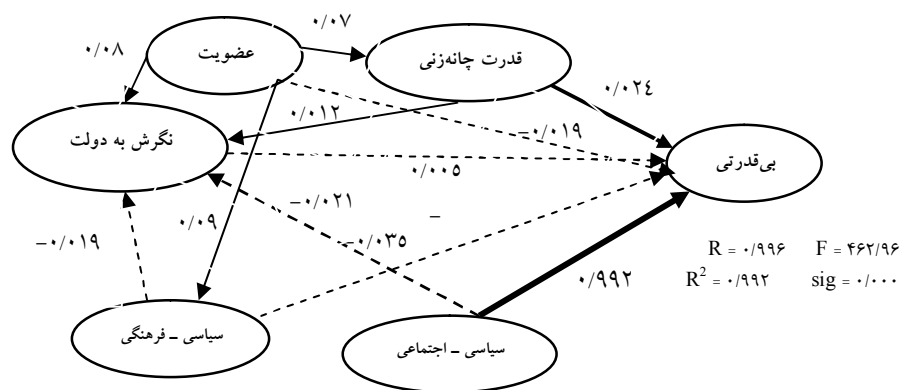 ۰/۰۷
۰/۰۸
عضویت
قدرت چانه‌زنی
۰/۰۲٤
۰/۰۱۲
−۰/۰۱۹
نگرش به دولت
۰/۰۰٥
بی‌قدرتی
−۰/۰۲۱
۰/۰۹
−
−۰/۰۱۹
−۰/۰۳٥
R = ۰/۹۹۶ F = ۴۶۲/۹۶
۰/۹۹۲
R² = ۰/۹۹۲ sig = ۰/۰۰۰
سیاسی ـ فرهنگی
سیاسی ـ اجتماعی